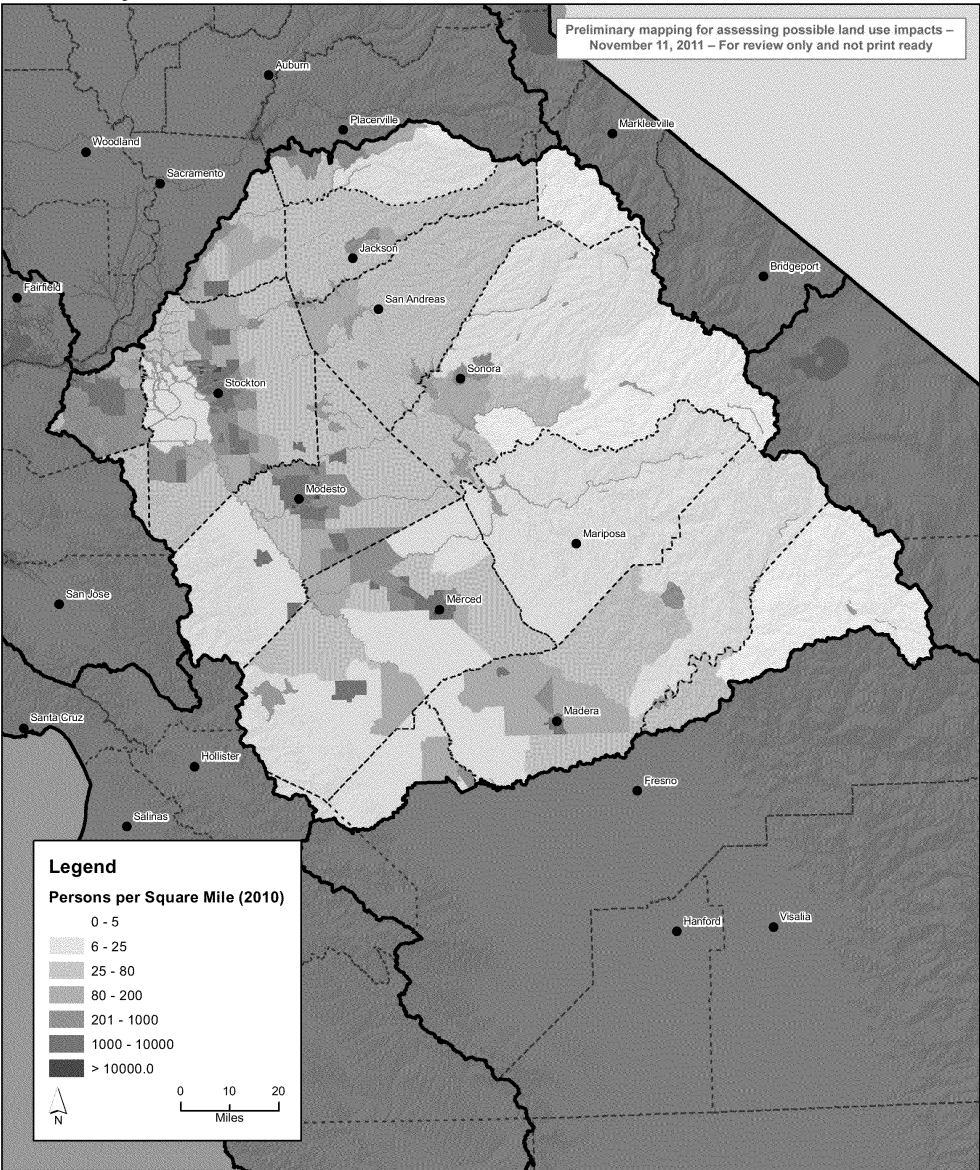 Preliminary mapping for assessing possible land use impacts –
November 11, 2011 – For review only and not print ready
Auburn
Placerville
Markleeville
Woodland
Sacramento
Jackson
Bridgeport
Fairfield
San Andreas
Sonora
Stockton
Modesto
Mariposa
San Jose
Merced
Santa Cruz
Madera
Hollister
Fresno
Salinas
Hanford
Visalia
Legend
Persons per Square Mile (2010)
0 - 5
6 - 25
25 - 80
80 - 200
201 - 1000
1000 - 10000
> 10000.0
N
0 10 20
Miles